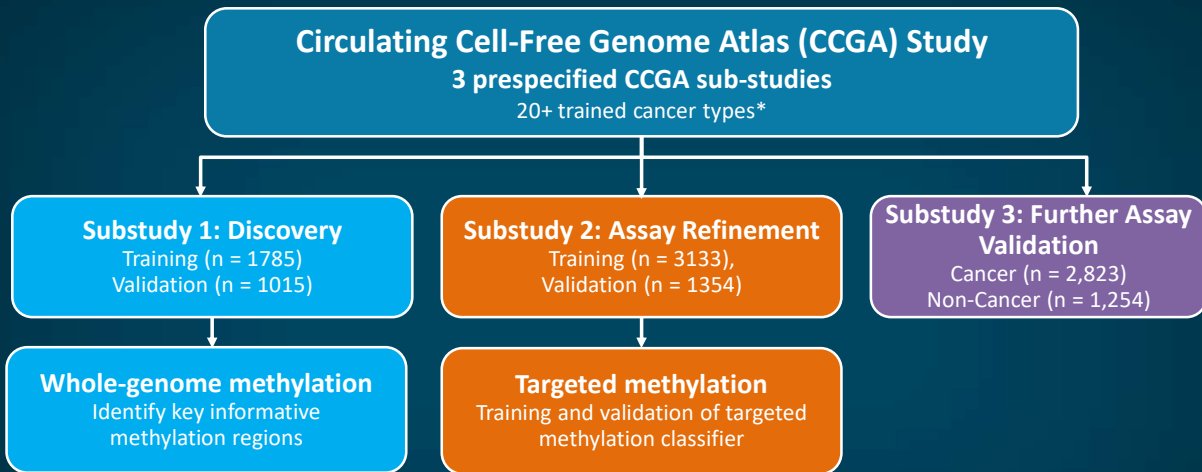 Circulating Cell-Free Genome Atlas (CCGA) Study
3 prespecified CCGA sub-studies
20+ trained cancer types*
Substudy 1: Discovery
Training (n = 1785)
Validation (n = 1015)
Substudy 2: Assay Refinement
Training (n = 3133),
Validation (n = 1354)
Substudy 3: Further Assay
Validation
Cancer (n = 2,823)
Non-Cancer (n = 1,254)
Whole-genome methylation
Identify key informative
methylation regions
Targeted methylation
Training and validation of targeted
methylation classifier